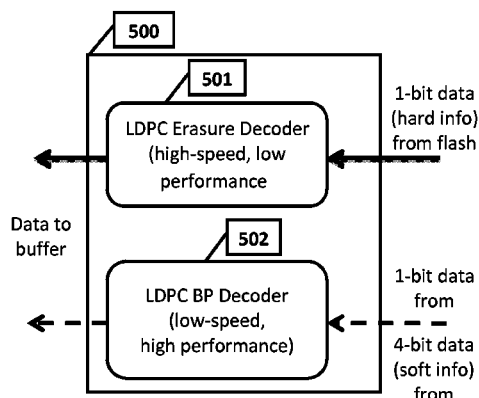 500
501
LDPC Erasure Decoder
(high-speed, low
performance
1-bit data
(hard info)
from flash
Data to
buffer
502
LDPC BP Decoder
(low-speed,
high performance)
1-bit data
from
4-bit data
(soft info)
from